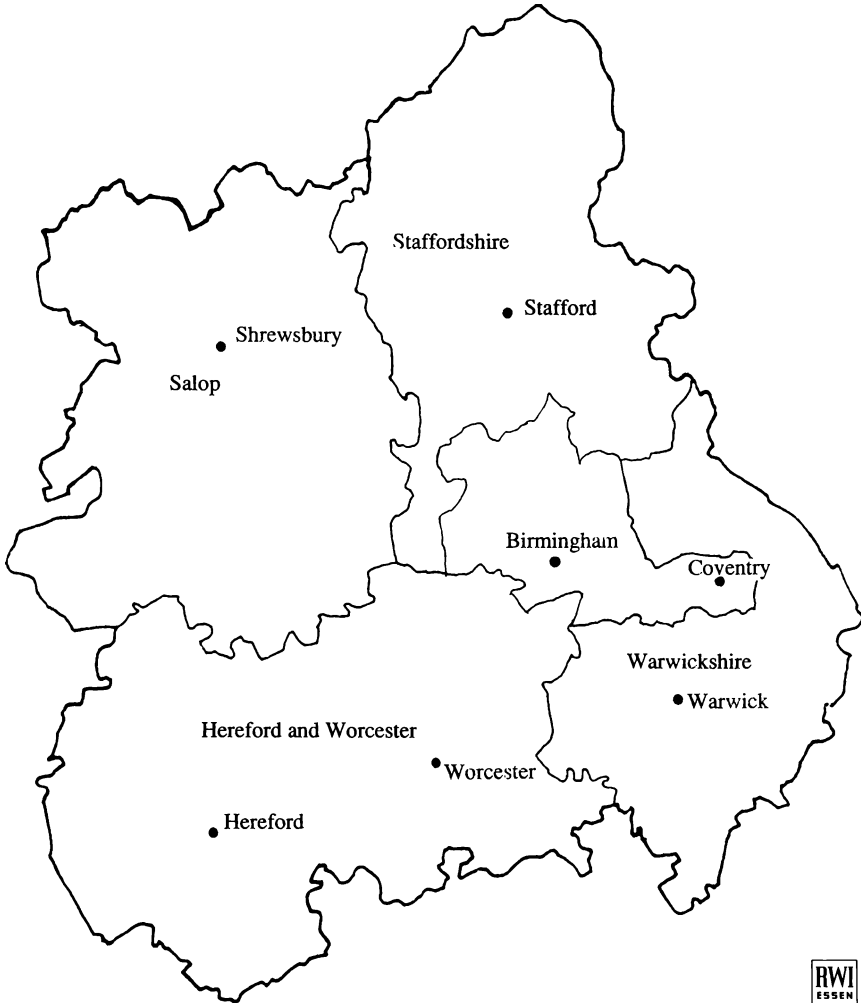 Staffordshire
Stafford
Shrewsbury
Salop
Birmingham
Coventry
Warwickshire
Warwick
Hereford and Worcester
Worcester
Hereford
RWI
ESSEN